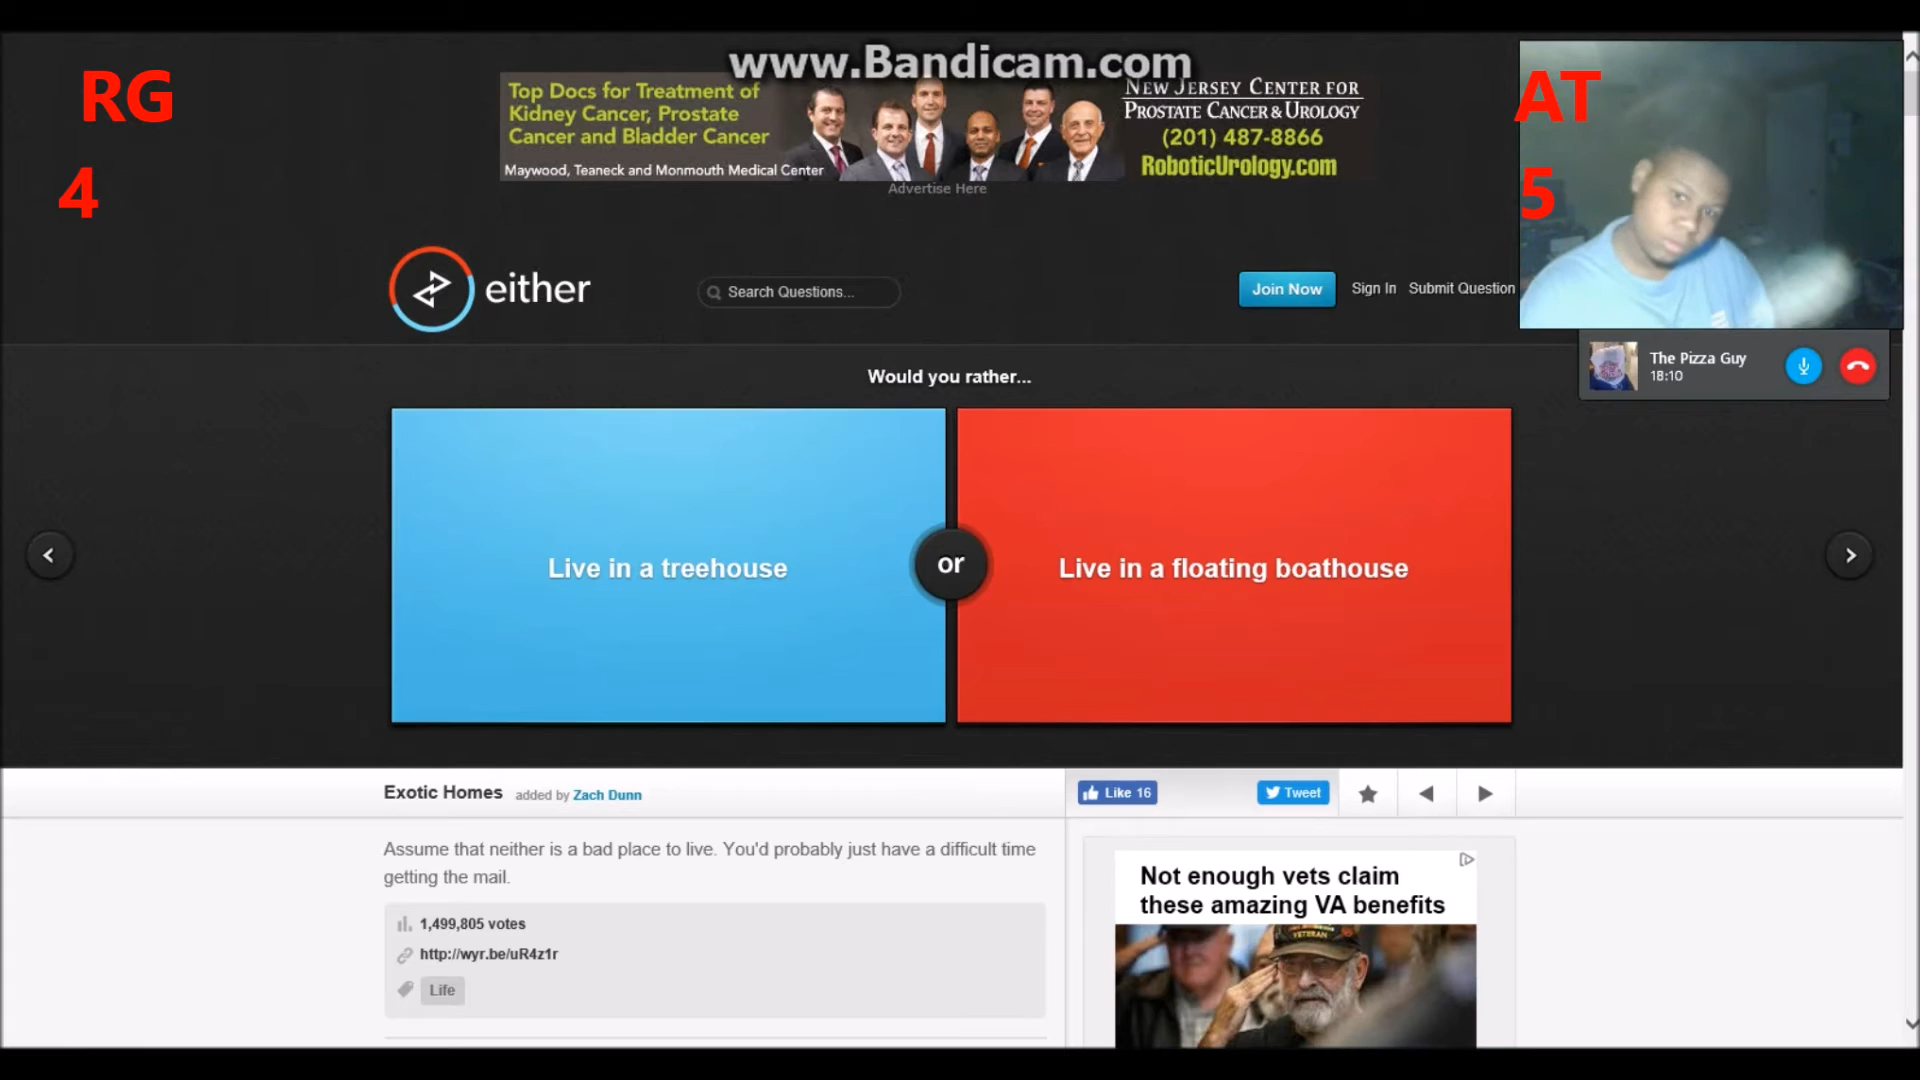 www.Bandicam.com
RG
4
AT
5
Top Docs for Treatment of
Kidney Cancer, Prostate
Cancer and Bladder Cancer
Maywood, Teaneck and Monmouth Medical Center
NEW JERSEY CENTER FOR
PROSTATE CANCER & UROLOGY
(201) 487-8866
RoboticUrology.com
Advertise Here
either
Search Questions...
Join Now
Sign In
Submit Question
The Pizza Guy
18:10
Would you rather...
Live in a treehouse
or
Live in a floating boathouse
Exotic Homes added by Zach Dunn
Like 16
Tweet
Assume that neither is a bad place to live. You'd probably just have a difficult time
getting the mail.
1,499,805 votes
http://wyr.be/uR4z1r
Life
Not enough vets claim
these amazing VA benefits
VETERAN